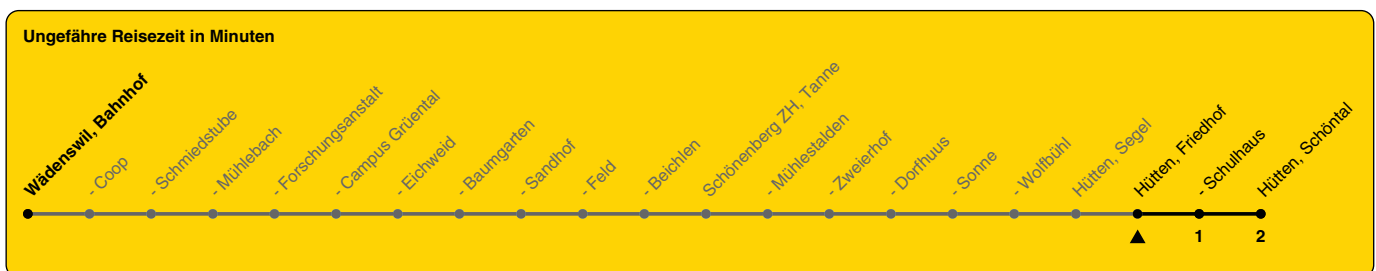 Ungefähre Reisezeit in Minuten
Wädenswil, Bahnhof
- Coop
- Schmiedstube
- Mühlebach
- Forschungsanstalt
- Campus Grüental
- Eichweid
- Baumgarten
- Sandhof
- Feld
- Beichlen
Schönenberg ZH, Tanne
- Mühlestalden
- Zweierhof
- Dorfhuus
- Sonne
- Wolfbühl
Hütten, Segel
Hütten, Friedhof
- Schulhaus
Hütten, Schöntal
1 2